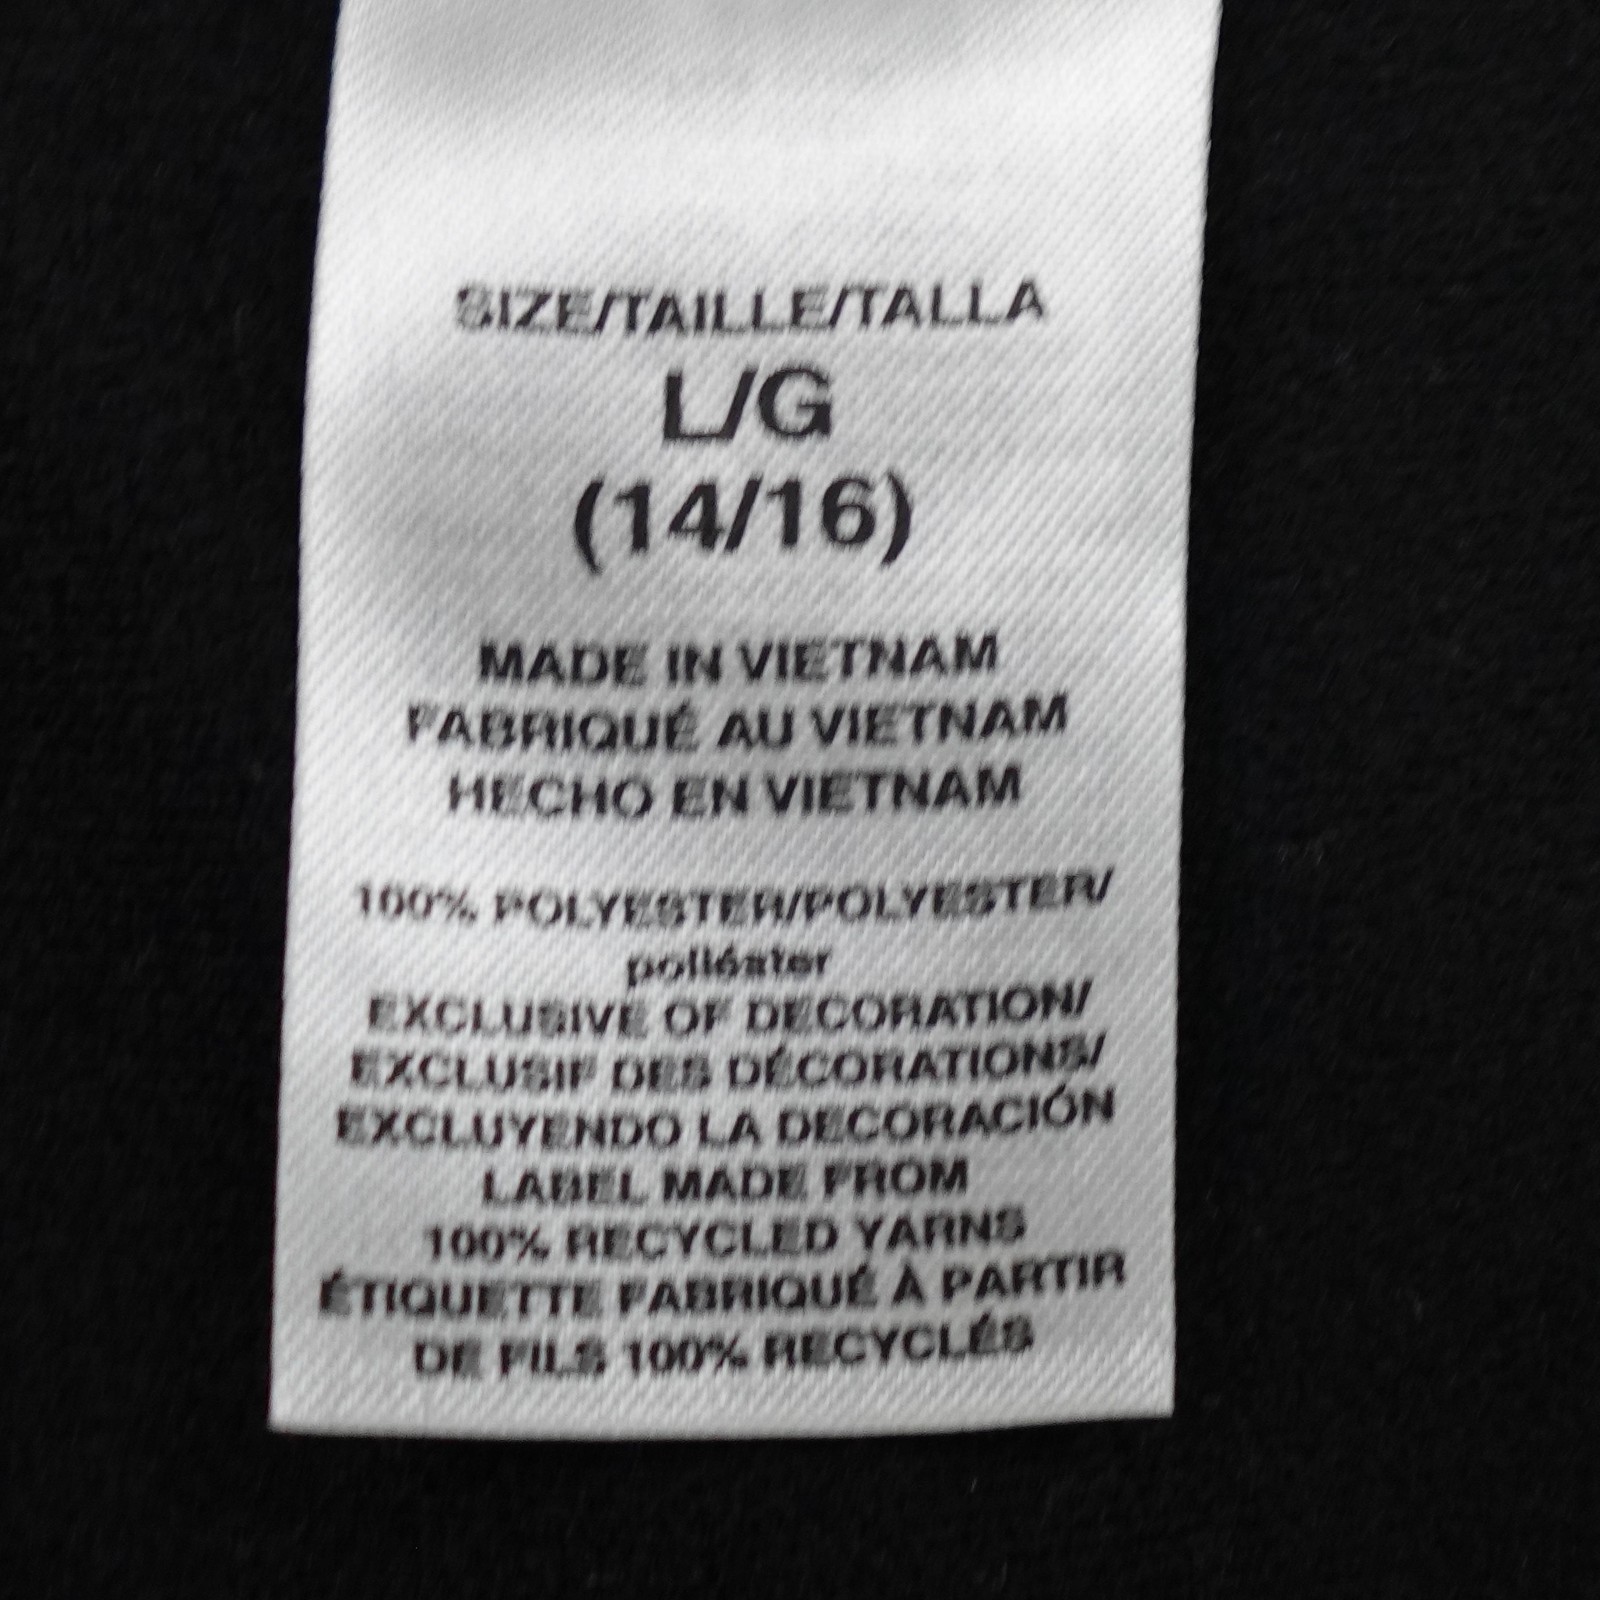 SIZE/TAILLE/TALLA
L/G
(14/16)
MADE IN VIETNAM
FABRIQUÉ AU VIETNAM
HECHO EN VIETNAM
100% POLYESTER/POLYESTER/
poliéster
EXCLUSIVE OF DECORATION/
EXCLUSIF DES DÉCORATIONS/
EXCLUYENDO LA DECORACIÓN
LABEL MADE FROM
100% RECYCLED YARNS
ÉTIQUETTE FABRIQUÉ À PARTIR
DE FILS 100% RECYCLÉS